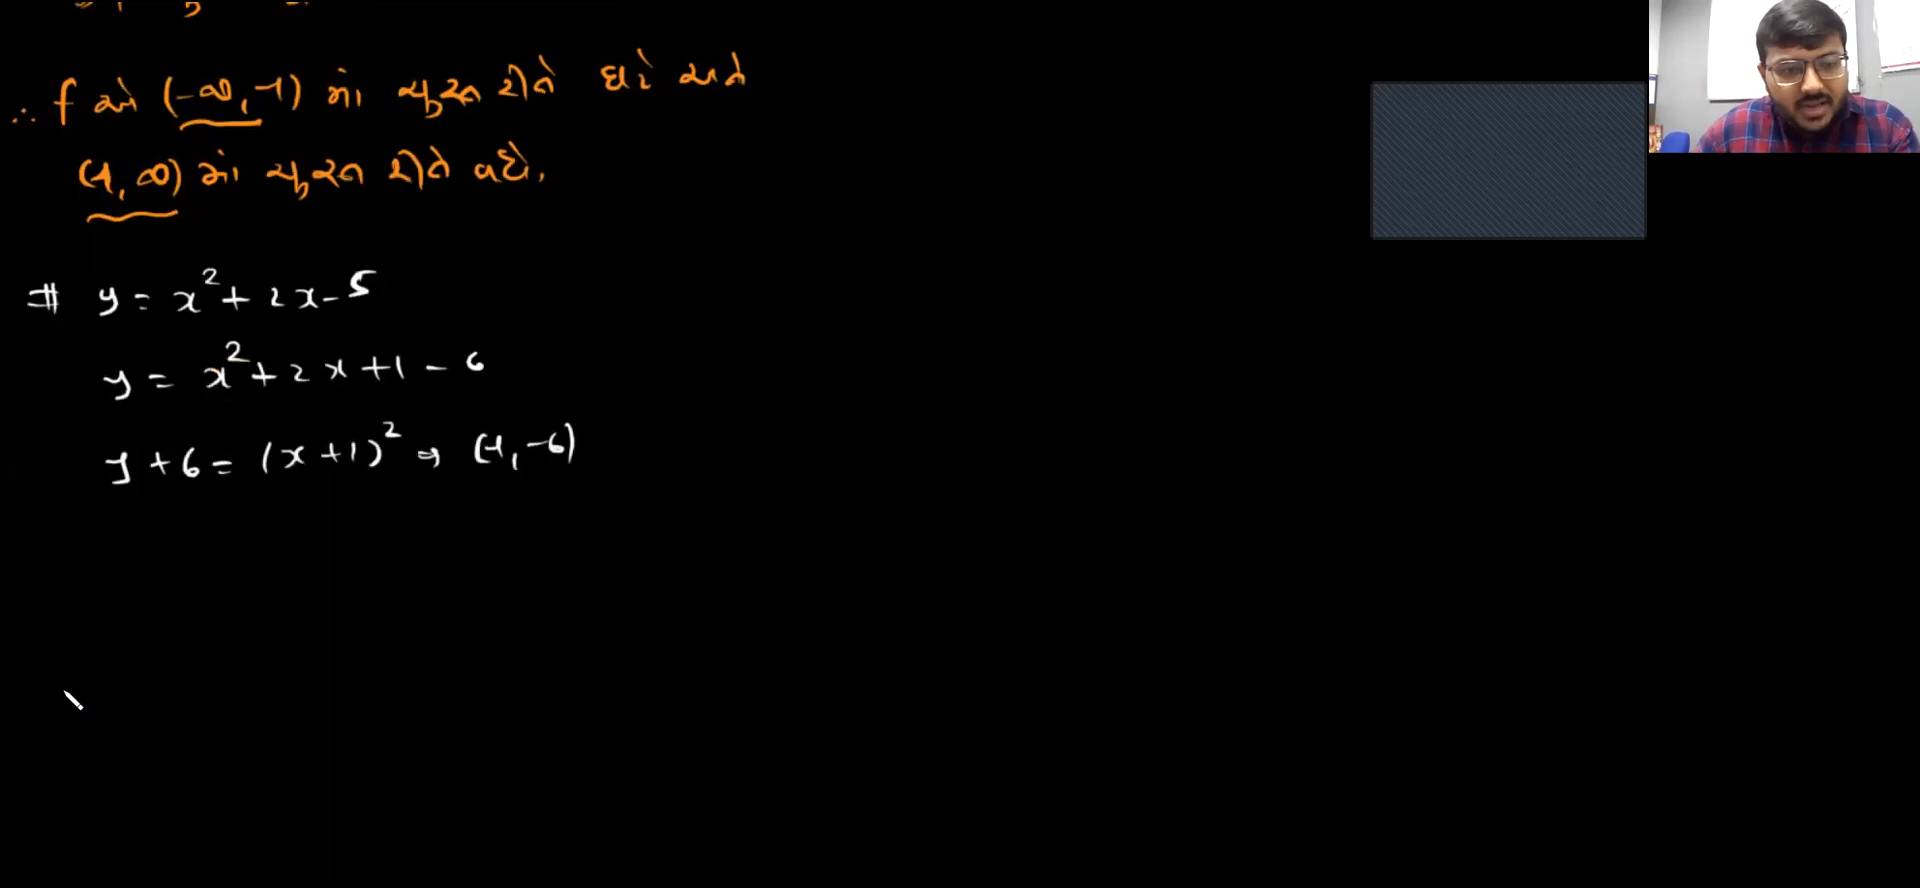 ∴ f એ (-∞, -1) માં ચુસ્ત રીતે ઘટે અને
(-1, ∞) માં ચુસ્ત રીતે વધે.
⇒ y = x² + 2x - 5
y = x² + 2x + 1 - 6
y + 6 = (x + 1)² ⇒ (-1, -6)